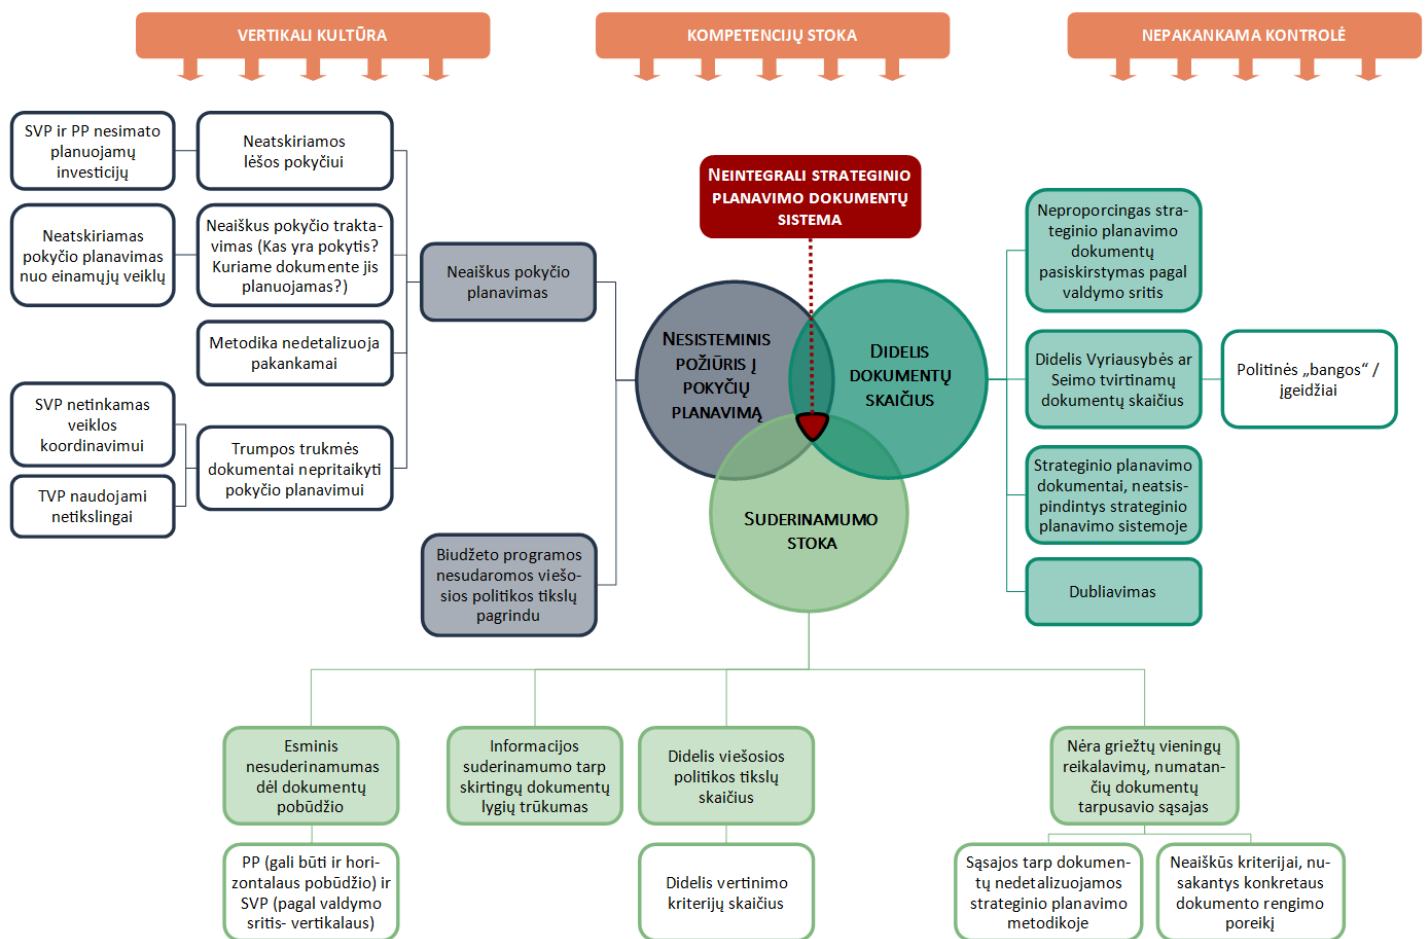 VERTIKALI KULTŪRA
KOMPETENCIJŲ STOKA
NEPAKANKAMA KONTROLĖ
SVP ir PP nesimato
planuojamų
investicijų
Neatskiriamos
lėšos pokyčiui
Neatskiriamas
pokyčio planavimas
nuo einamųjų veiklų
Neaiškus pokyčio trakta-
vimas (Kas yra pokytis?
Kuriame dokumente jis
planuojamas?)
Metodika nedetalizuoja
pakankamai
SVP netinkamas
veiklos
koordinavimui
TVP naudojami
netikslingai
Trumpos trukmės
dokumentai nepritaikyti
pokyčio planavimui
Neaiškus pokyčio
planavimas
Biudžeto programos
nesudaromos viešo-
sios politikos tikslų
pagrindu
NEINTEGRALI STRATEGINIO
PLANAVIMO DOKUMENTŲ
SISTEMA
NESISTEMINIS
POŽIŪRIS Į
POKYČIŲ
PLANAVIMĄ
DIDELIS
DOKUMENTŲ
SKAIČIUS
SUDERINAMUMO
STOKA
Neproporcingas stra-
teginio planavimo
dokumentų
pasiskirstymas pagal
valdymo sritis
Didelis Vyriausybės ar
Seimo tvirtinamų
dokumentų skaičius
Politinės „bangos“ /
įgeidžiai
Strateginio planavimo
dokumentai, neatsis-
pindintys strateginio
planavimo sistemoje
Dubliavimas
Esminis
nesuderinamumas
dėl dokumentų
pobūdžio
PP (gali būti ir hori-
zontalaus pobūdžio) ir
SVP (pagal valdymo
sritis- vertikalaus)
Informacijos
suderinamumo tarp
skirtingų dokumentų
lygių trūkumas
Didelis viešosios
politikos tikslų
skaičius
Didelis vertinimo
kriterijų skaičius
Nėra griežtų vieningų
reikalavimų, numatan-
čių dokumentų
tarpusavio sąsajas
Sąsajos tarp dokumen-
tų nedetalizuojamos
strateginio planavimo
metodikoje
Neaiškūs kriterijai, nu-
sakantys konkretaus
dokumento rengimo
poreikį